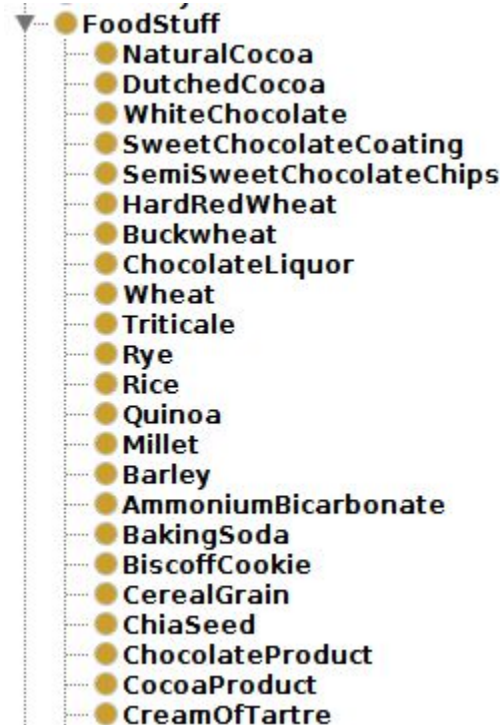 FoodStuff
NaturalCocoa
DutchedCocoa
WhiteChocolate
SweetChocolateCoating
SemiSweetChocolateChips
HardRedWheat
Buckwheat
ChocolateLiquor
Wheat
Triticale
Rye
Rice
Quinoa
Millet
Barley
AmmoniumBicarbonate
BakingSoda
BiscoffCookie
CerealGrain
ChiaSeed
ChocolateProduct
CocoaProduct
CreamOfTartre